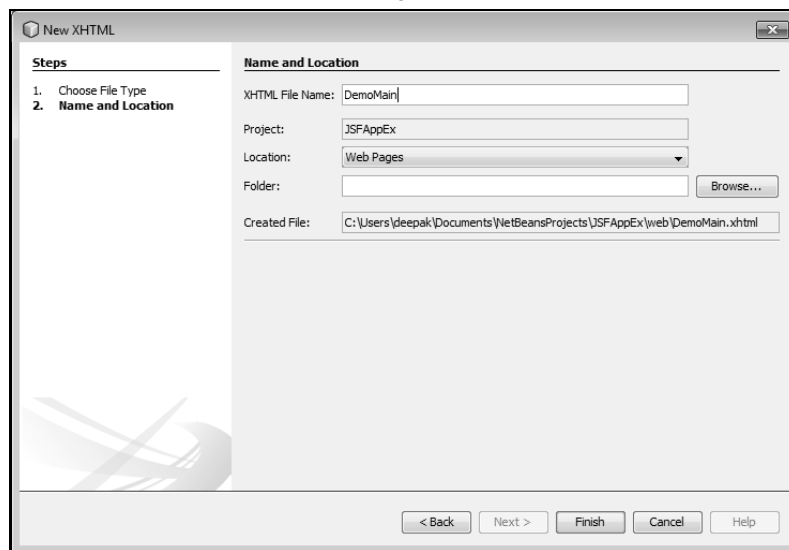 New XHTML
Steps
1. Choose File Type
2. Name and Location
Name and Location
XHTML File Name: DemoMain
Project: JSFAppEx
Location: Web Pages
Folder: Browse...
Created File: C:\Users\deepak\Documents\NetBeansProjects\JSFAppEx\web\DemoMain.xhtml
< Back Next > Finish Cancel Help